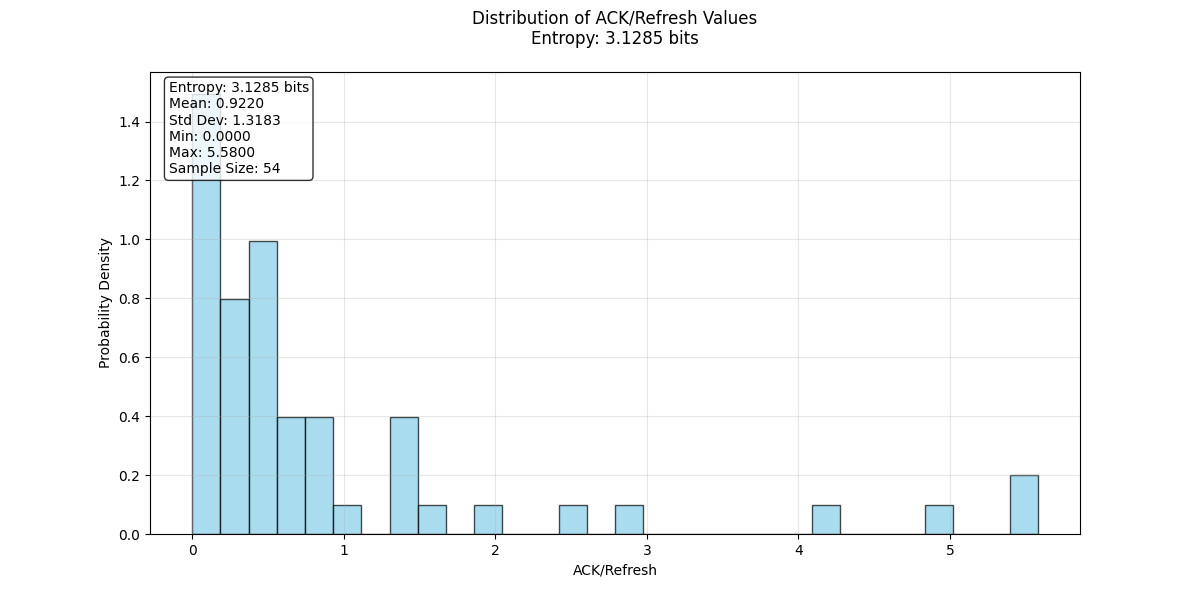 Distribution of ACK/Refresh Values
Entropy: 3.1285 bits
Entropy: 3.1285 bits
Mean: 0.9220
Std Dev: 1.3183
Min: 0.0000
Max: 5.5800
Sample Size: 54
Probability Density
1.4
1.2
1.0
0.8
0.6
0.4
0.2
0.0
0 1 2 3 4 5
ACK/Refresh